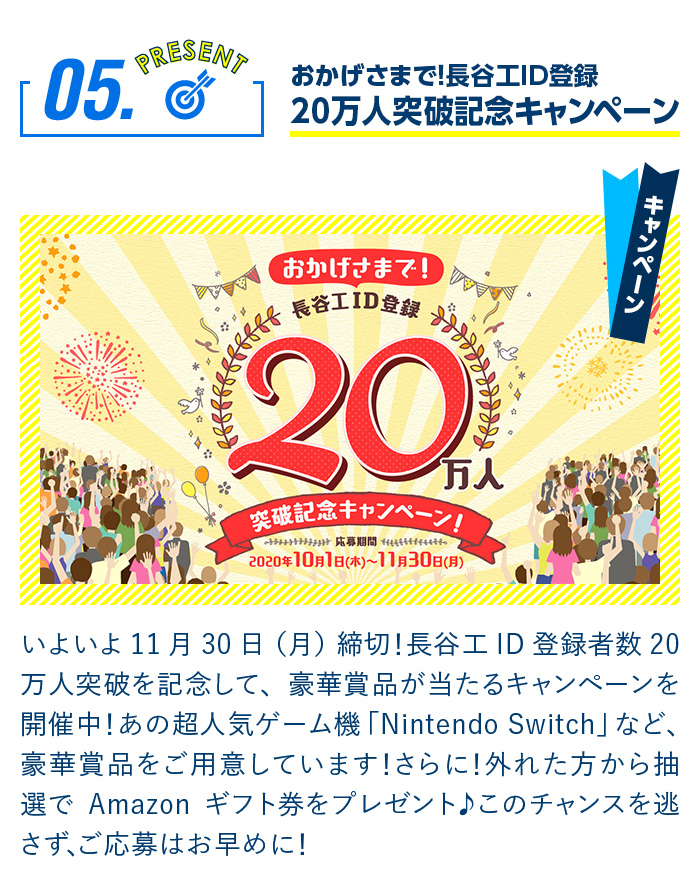 05.
PRESENT
おかげさまで!長谷工ID登録
20万人突破記念キャンペーン
キャンペーン
おかげさまで!
長谷工ID登録
20万人
突破記念キャンペーン!
応募期間
2020年10月1日(木)~11月30日(月)
いよいよ11月30日(月)締切!長谷工ID登録者数20
万人突破を記念して、豪華賞品が当たるキャンペーンを
開催中!あの超人気ゲーム機「Nintendo Switch」など、
豪華賞品をご用意しています!さらに!外れた方から抽
選で Amazon ギフト券をプレゼント♪このチャンスを逃
さず、ご応募はお早めに!